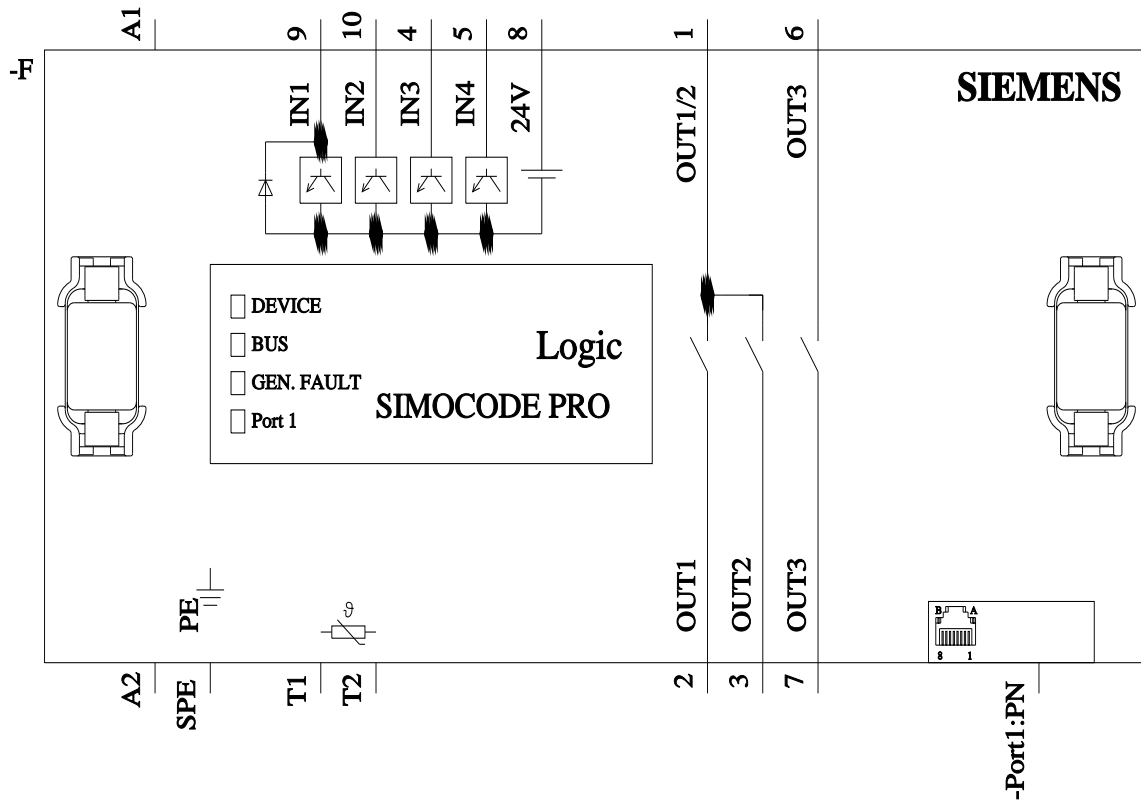 A1
9
10
4
5
8
1
6
-F
IN1
IN2
IN3
IN4
24V
OUT1/2
OUT3
SIEMENS
DEVICE
BUS
GEN. FAULT
Port 1
Logic
SIMOCODE PRO
PE
ϑ
OUT1
OUT2
OUT3
B
A
8
1
A2
SPE
T1
T2
2
3
7
-Port1:PN